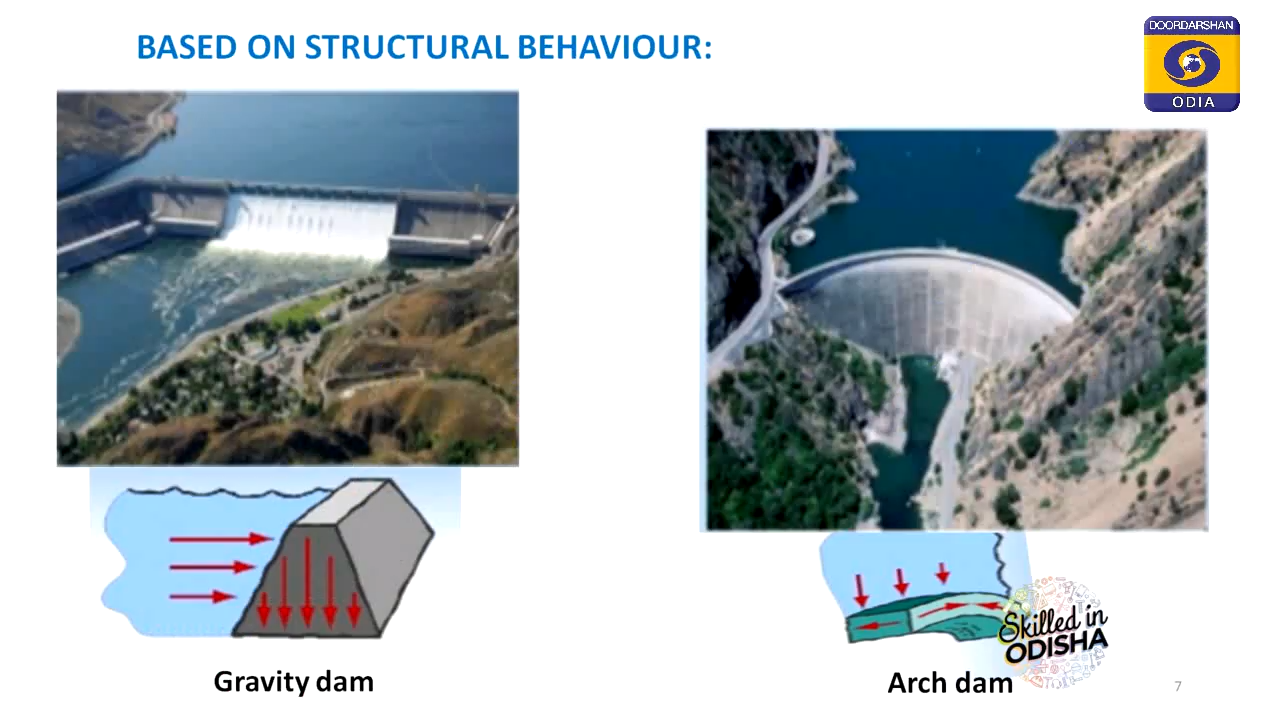 BASED ON STRUCTURAL BEHAVIOUR:
DOORDARSHAN
ODIA
Gravity dam
Arch dam
Skilled in
ODISHA
7